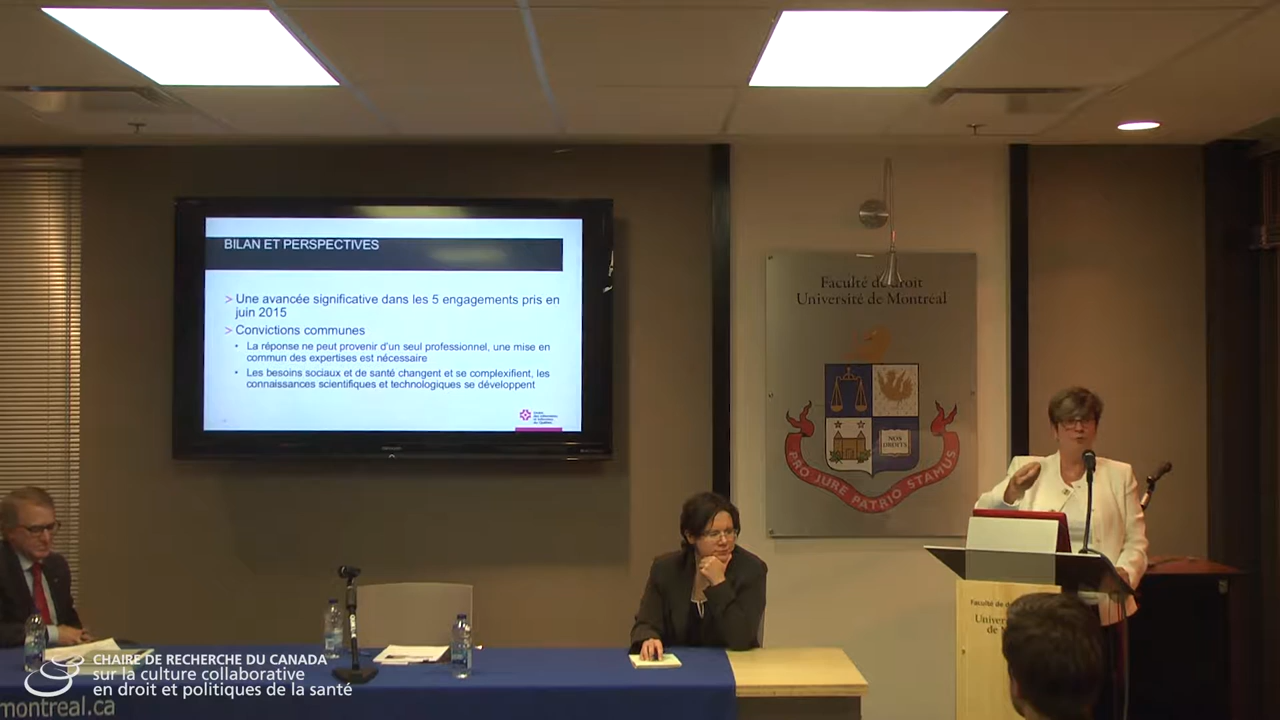 BILAN ET PERSPECTIVES
> Une avancée significative dans les 5 engagements pris en
juin 2015
> Convictions communes
• La réponse ne peut provenir d'un seul professionnel, une mise en
commun des expertises est nécessaire
• Les besoins sociaux et de santé changent et se complexifient, les
connaissances scientifiques et technologiques se développent
Faculté de droit
Université de Montréal
NOS
DROITS
PRO JURE PATRIO STAMUS
Faculté de d
Univer
de M
CHAIRE DE RECHERCHE DU CANADA
sur la culture collaborative
en droit et politiques de la santé
montreal.ca